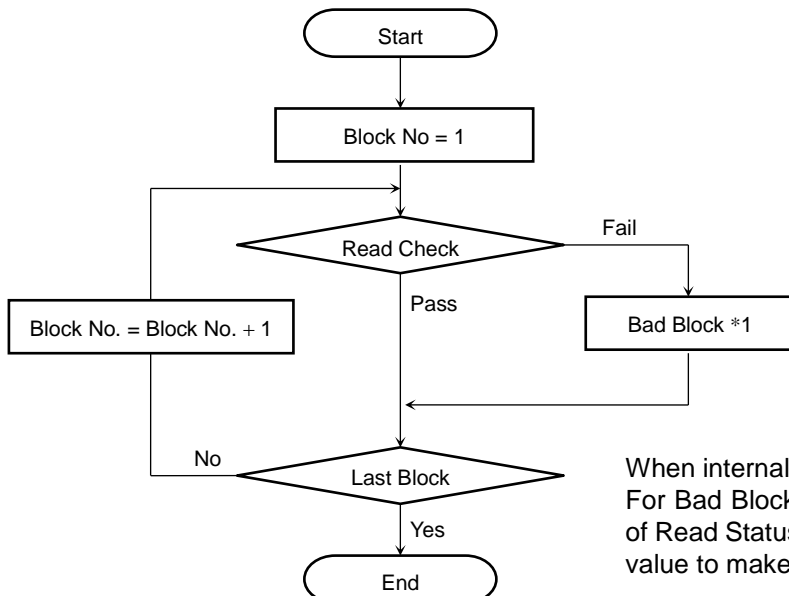 Start
Block No = 1
Read Check
Fail
Pass
Block No. = Block No. + 1
Bad Block *1
No
Last Block
Yes
End
When internal
For Bad Block
of Read Status
value to make